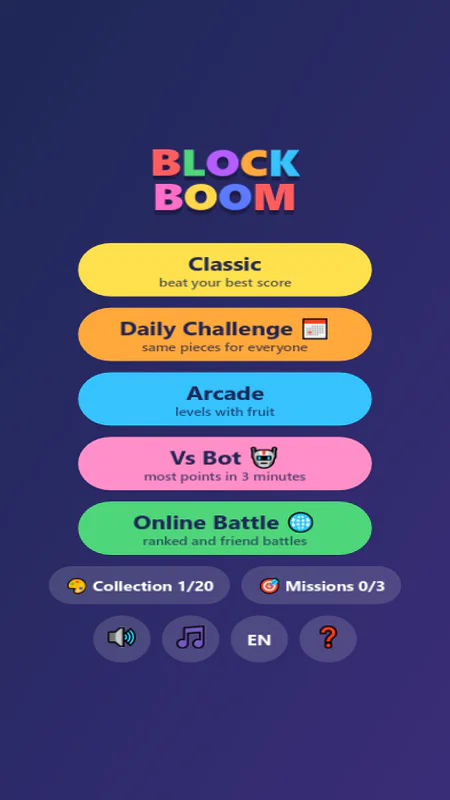 BLOCK
BOOM
Classic
beat your best score
Daily Challenge
same pieces for everyone
Arcade
levels with fruit
Vs Bot
most points in 3 minutes
Online Battle
ranked and friend battles
Collection 1/20
Missions 0/3
EN
?